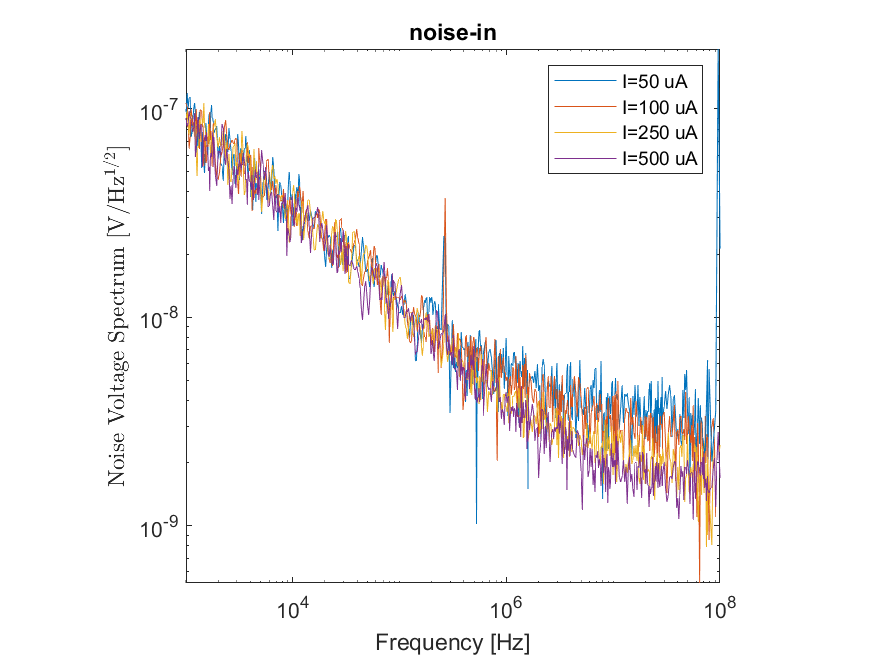 noise-in
10^-7
10^-8
10^-9
Noise Voltage Spectrum [V/Hz^1/2]
I=50 uA
I=100 uA
I=250 uA
I=500 uA
10^4
10^6
10^8
Frequency [Hz]